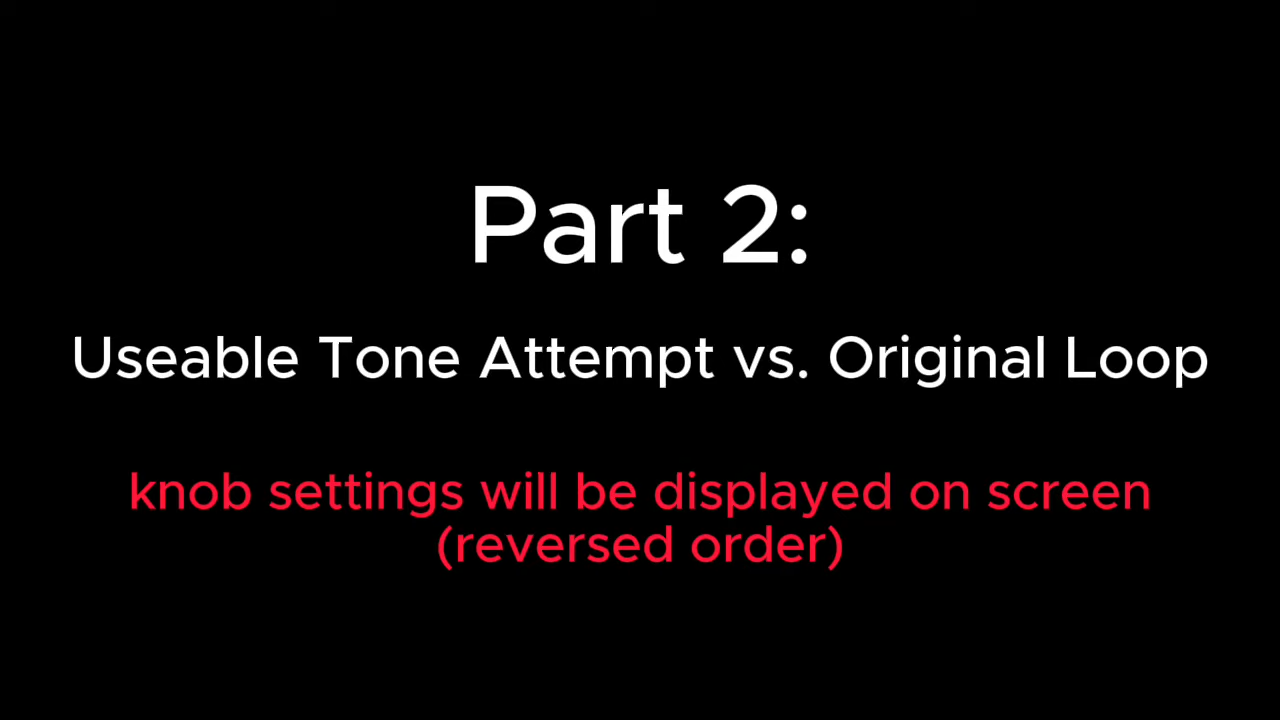 Part 2:
Useable Tone Attempt vs. Original Loop
knob settings will be displayed on screen
(reversed order)